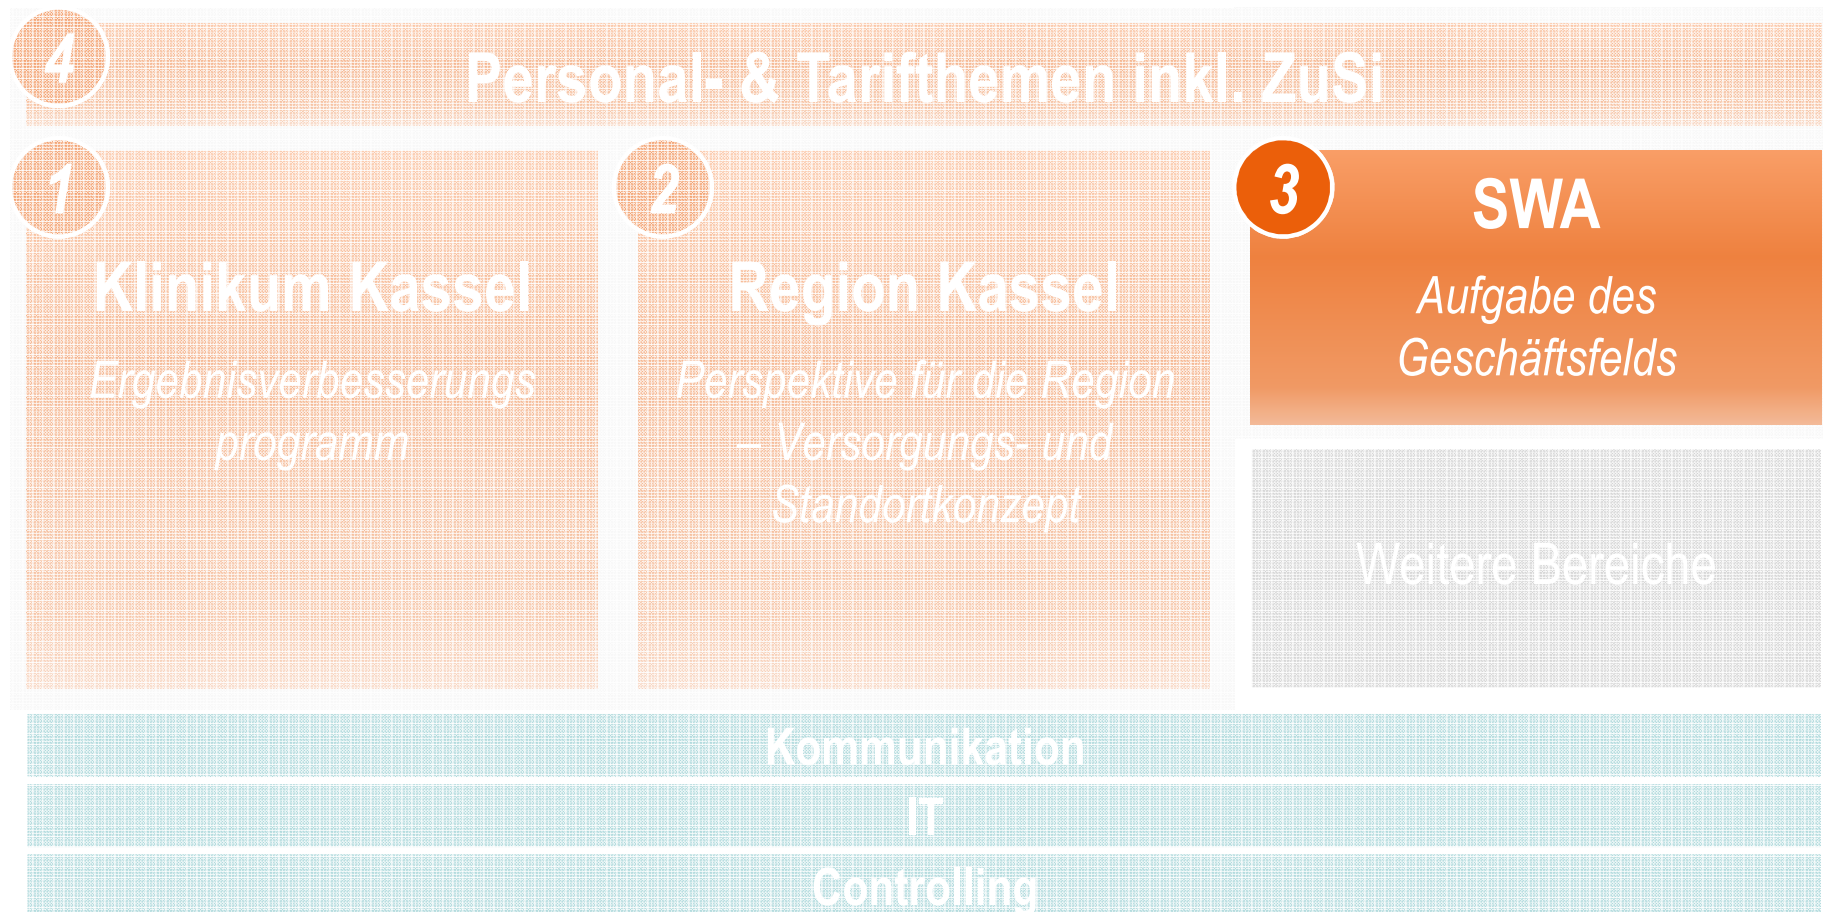 4
Personal- & Tarifthemen inkl. ZuSi
1
Klinikum Kassel
Ergebnisverbesserungs
programm
2
Region Kassel
Perspektive für die Region
– Versorgungs- und
Standortkonzept
3
SWA
Aufgabe des
Geschäftsfelds
Weitere Bereiche
Kommunikation
IT
Controlling